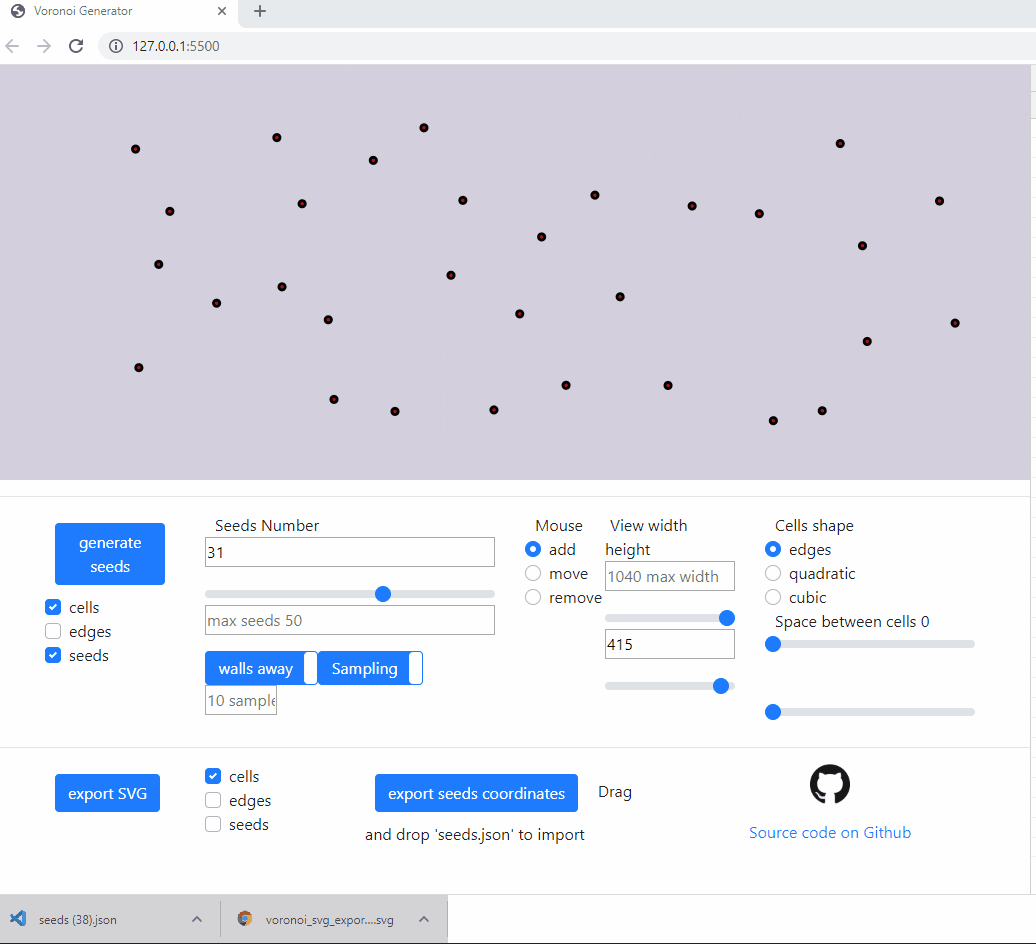 Voronoi Generator
127.0.0.1:5500
generate
seeds
cells
edges
seeds
Seeds Number
31
max seeds 50
walls away
Sampling
10 sample
Mouse
add
move
remove
View width
height
1040 max width
415
Cells shape
edges
quadratic
cubic
Space between cells 0
export SVG
cells
edges
seeds
export seeds coordinates
Drag
and drop 'seeds.json' to import
Source code on Github
seeds (38).json
voronoi_svg_expor....svg